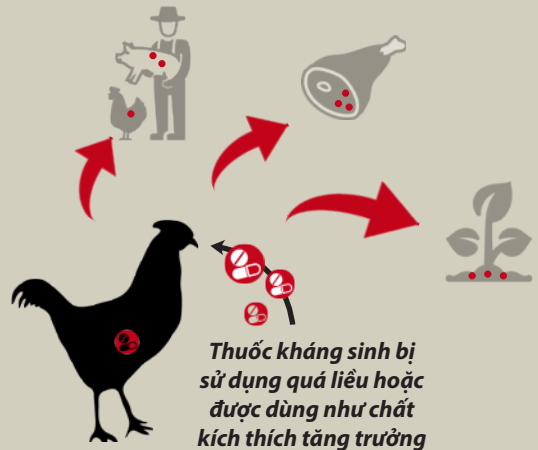 Thuốc kháng sinh bị
sử dụng quá liều hoặc
được dùng như chất
kích thích tăng trưởng